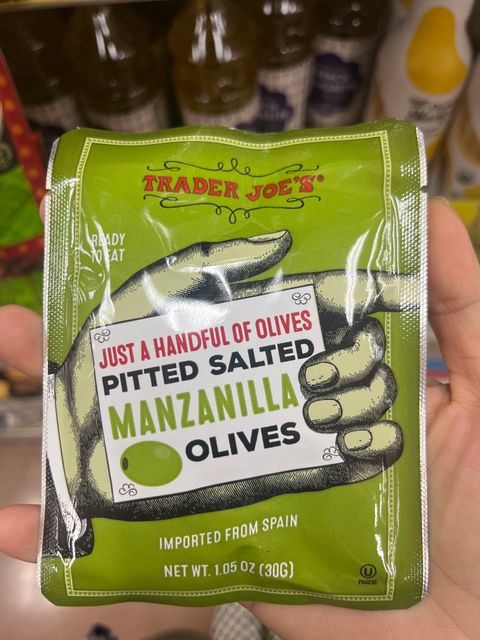 TRADER JOE'S®
READY
TO EAT
JUST A HANDFUL OF OLIVES
PITTED SALTED
MANZANILLA
OLIVES
IMPORTED FROM SPAIN
NET WT. 1.05 OZ (30G)
U
PAREVE